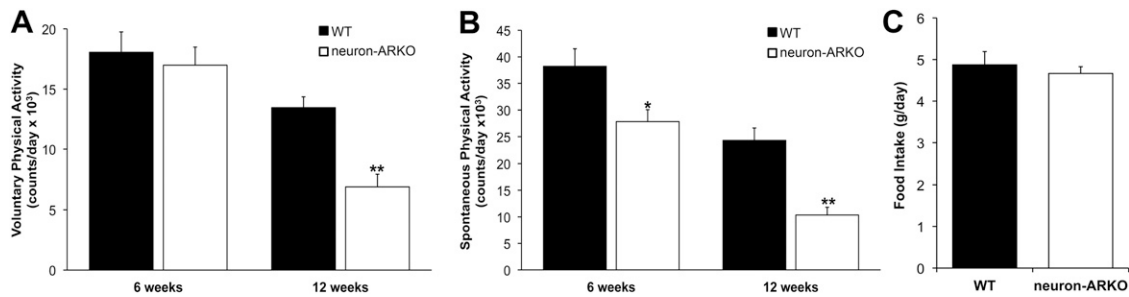 A
Voluntary Physical Activity
(counts/day x 10³)
20
15
10
5
0
WT
neuron-ARKO
**
6 weeks
12 weeks
B
Spontaneous Physical Activity
(counts/day x10³)
45
40
35
30
25
20
15
10
5
0
WT
neuron-ARKO
*
**
6 weeks
12 weeks
C
Food Intake (g/day)
6
5
4
3
2
1
0
WT
neuron-ARKO